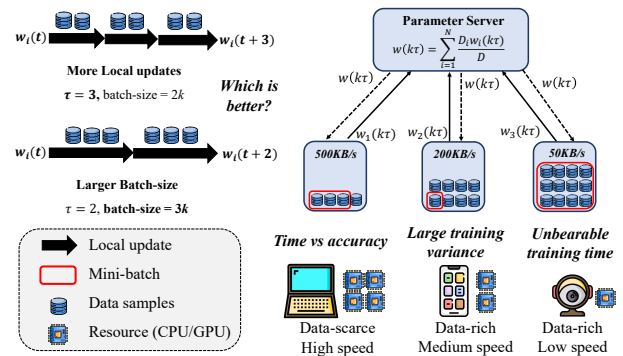 w_i(t)
w_i(t + 3)
More Local updates
τ = 3, batch-size = 2k
Which is
better?
w_i(t)
w_i(t + 2)
Larger Batch-size
τ = 2, batch-size = 3k
Local update
Mini-batch
Data samples
Resource (CPU/GPU)
Parameter Server
w(kτ) = \sum_{i=1}^{N} \frac{D_i w_i(kτ)}{D}
w(kτ)
w(kτ)
w(kτ)
w_1(kτ)
w_2(kτ)
w_3(kτ)
500KB/s
200KB/s
50KB/s
Time vs accuracy
Large training
variance
Unbearable
training time
Data-scarce
High speed
Data-rich
Medium speed
Data-rich
Low speed